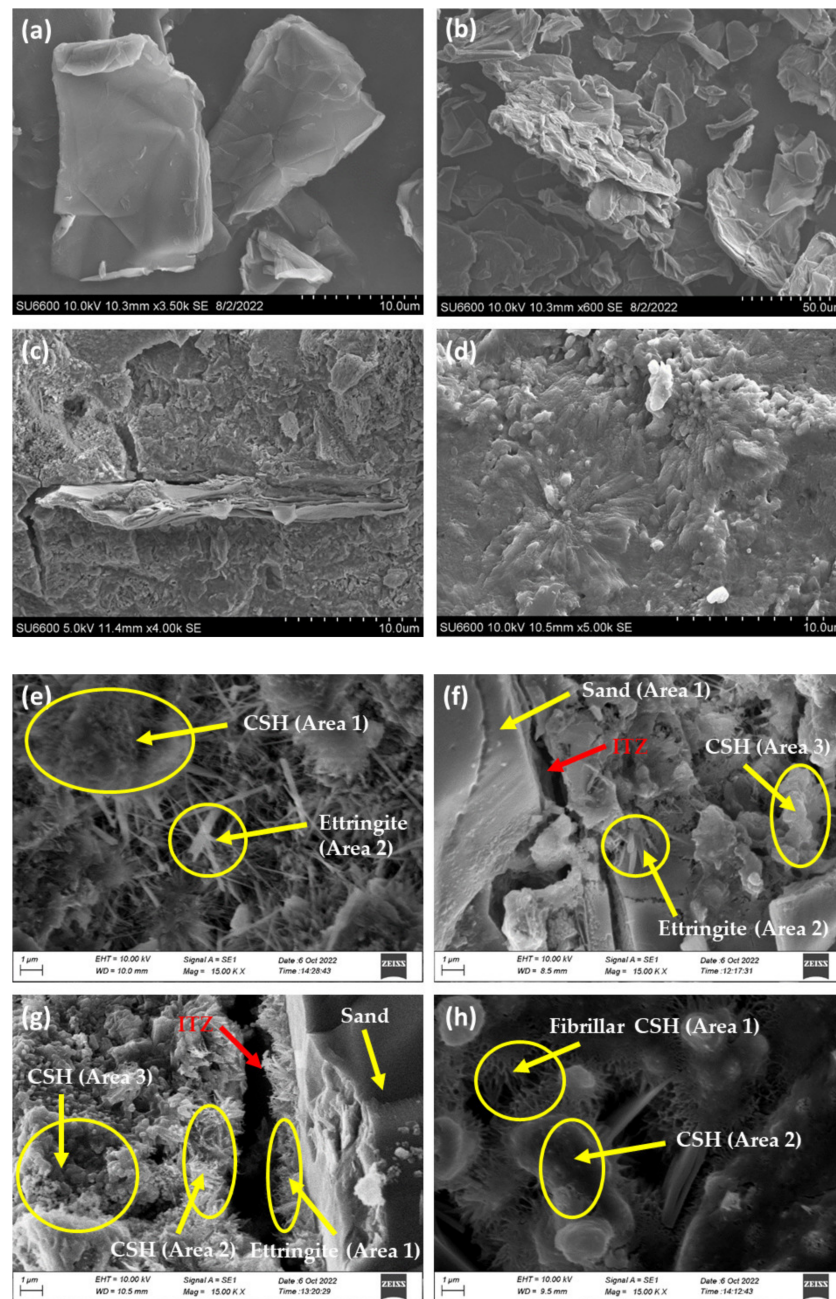 (a)
SU6600 10.0kV 10.3mm x3.50k SE 8/2/2022
10.0um
(b)
SU6600 10.0kV 10.3mm x600 SE 8/2/2022
50.0um
(c)
SU6600 5.0kV 11.4mm x4.00k SE
10.0um
(d)
SU6600 10.0kV 10.5mm x5.00k SE
10.0um
(e)
CSH (Area 1)
Ettringite
(Area 2)
1 µm
EHT = 10.00 kV
Signal A = SE1
Date :6 Oct 2022
WD = 10.0 mm
Mag = 15.00 K X
Time :14:28:43
ZEISS
(f)
Sand (Area 1)
ITZ
CSH (Area 3)
Ettringite (Area 2)
1 µm
EHT = 10.00 kV
Signal A = SE1
Date :6 Oct 2022
WD = 8.5 mm
Mag = 15.00 K X
Time :12:17:31
ZEISS
(g)
ITZ
Sand
CSH (Area 3)
CSH (Area 2)
Ettringite (Area 1)
1 µm
EHT = 10.00 kV
Signal A = SE1
Date :6 Oct 2022
WD = 10.5 mm
Mag = 15.00 K X
Time :13:20:29
ZEISS
(h)
Fibrillar CSH (Area 1)
CSH (Area 2)
1 µm
EHT = 10.00 kV
Signal A = SE1
Date :6 Oct 2022
WD = 9.5 mm
Mag = 15.00 K X
Time :14:12:43
ZEISS